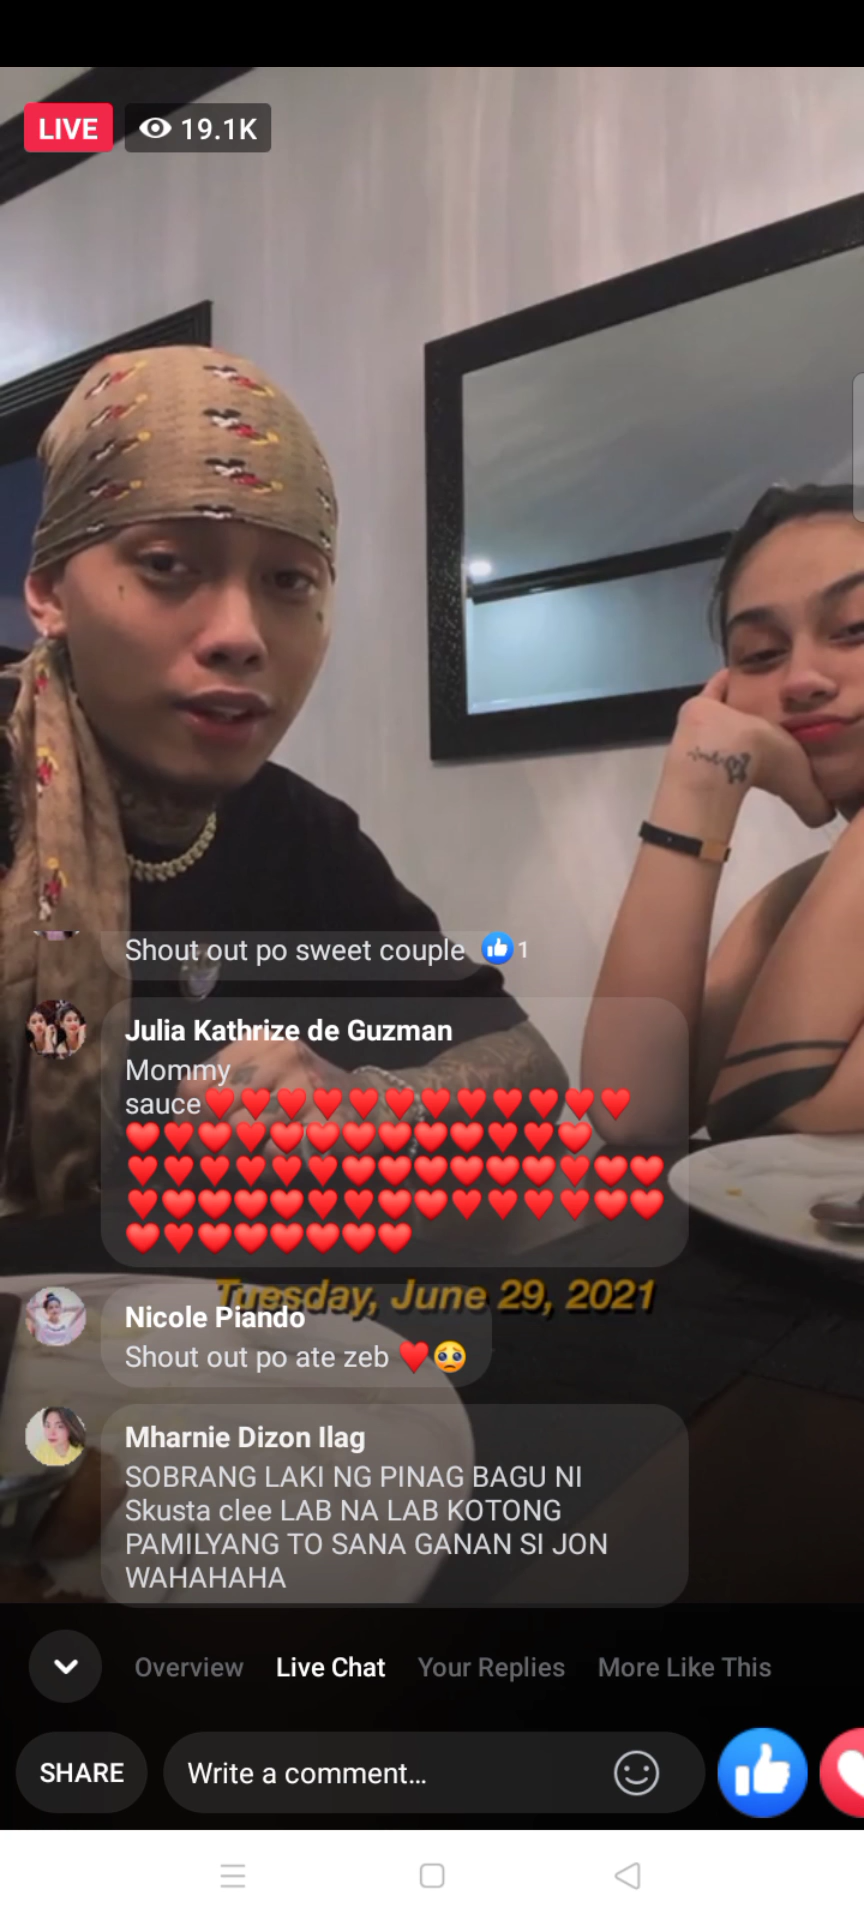 LIVE 19.1K
Shout out po sweet couple 1
Julia Kathrize de Guzman
Mommy
sauce❤️♥️❤️♥️♥️♥️♥️♥️♥️♥️♥️♥️
❤️♥️❤️♥️❤️❤️❤️❤️❤️❤️♥️♥️❤️
♥️♥️♥️♥️♥️♥️❤️❤️❤️❤️❤️❤️♥️❤️❤️
♥️❤️❤️❤️❤️♥️♥️❤️❤️♥️♥️♥️♥️❤️❤️
❤️♥️❤️❤️❤️❤️❤️❤️
Tuesday, June 29, 2021
Nicole Piando
Shout out po ate zeb ♥️🥺
Mharnie Dizon Ilag
SOBRANG LAKI NG PINAG BAGU NI
Skusta clee LAB NA LAB KOTONG
PAMILYANG TO SANA GANAN SI JON
WAHAHAHA
Overview Live Chat Your Replies More Like This
SHARE Write a comment...